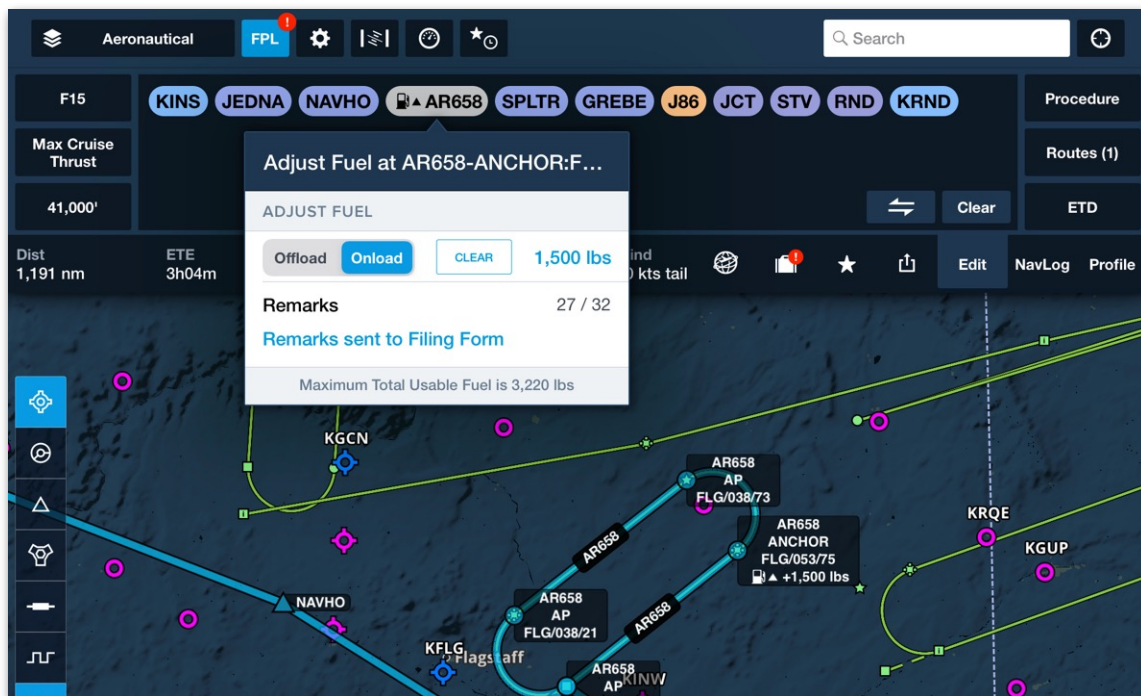 Aeronautical
FPL
!
Search
F15
KINS JEDNA NAVHO AR658 SPLTR GREBE J86 JCT STV RND KRND
Procedure
Max Cruise
Thrust
Routes (1)
41,000'
Clear
ETD
Adjust Fuel at AR658-ANCHOR:F...
ADJUST FUEL
Offload Onload CLEAR 1,500 lbs
Remarks 27 / 32
Remarks sent to Filing Form
Maximum Total Usable Fuel is 3,220 lbs
Dist
1,191 nm
ETE
3h04m
kts tail
!
Edit NavLog Profile
KGCN
AR658
AP
FLG/038/73
AR658
ANCHOR
FLG/053/75
+1,500 lbs
KRQE
KGUP
AR658
AR658
NAVHO
AR658
AP
FLG/038/21
KFLG
Flagstaff
AR658
AP
KINW